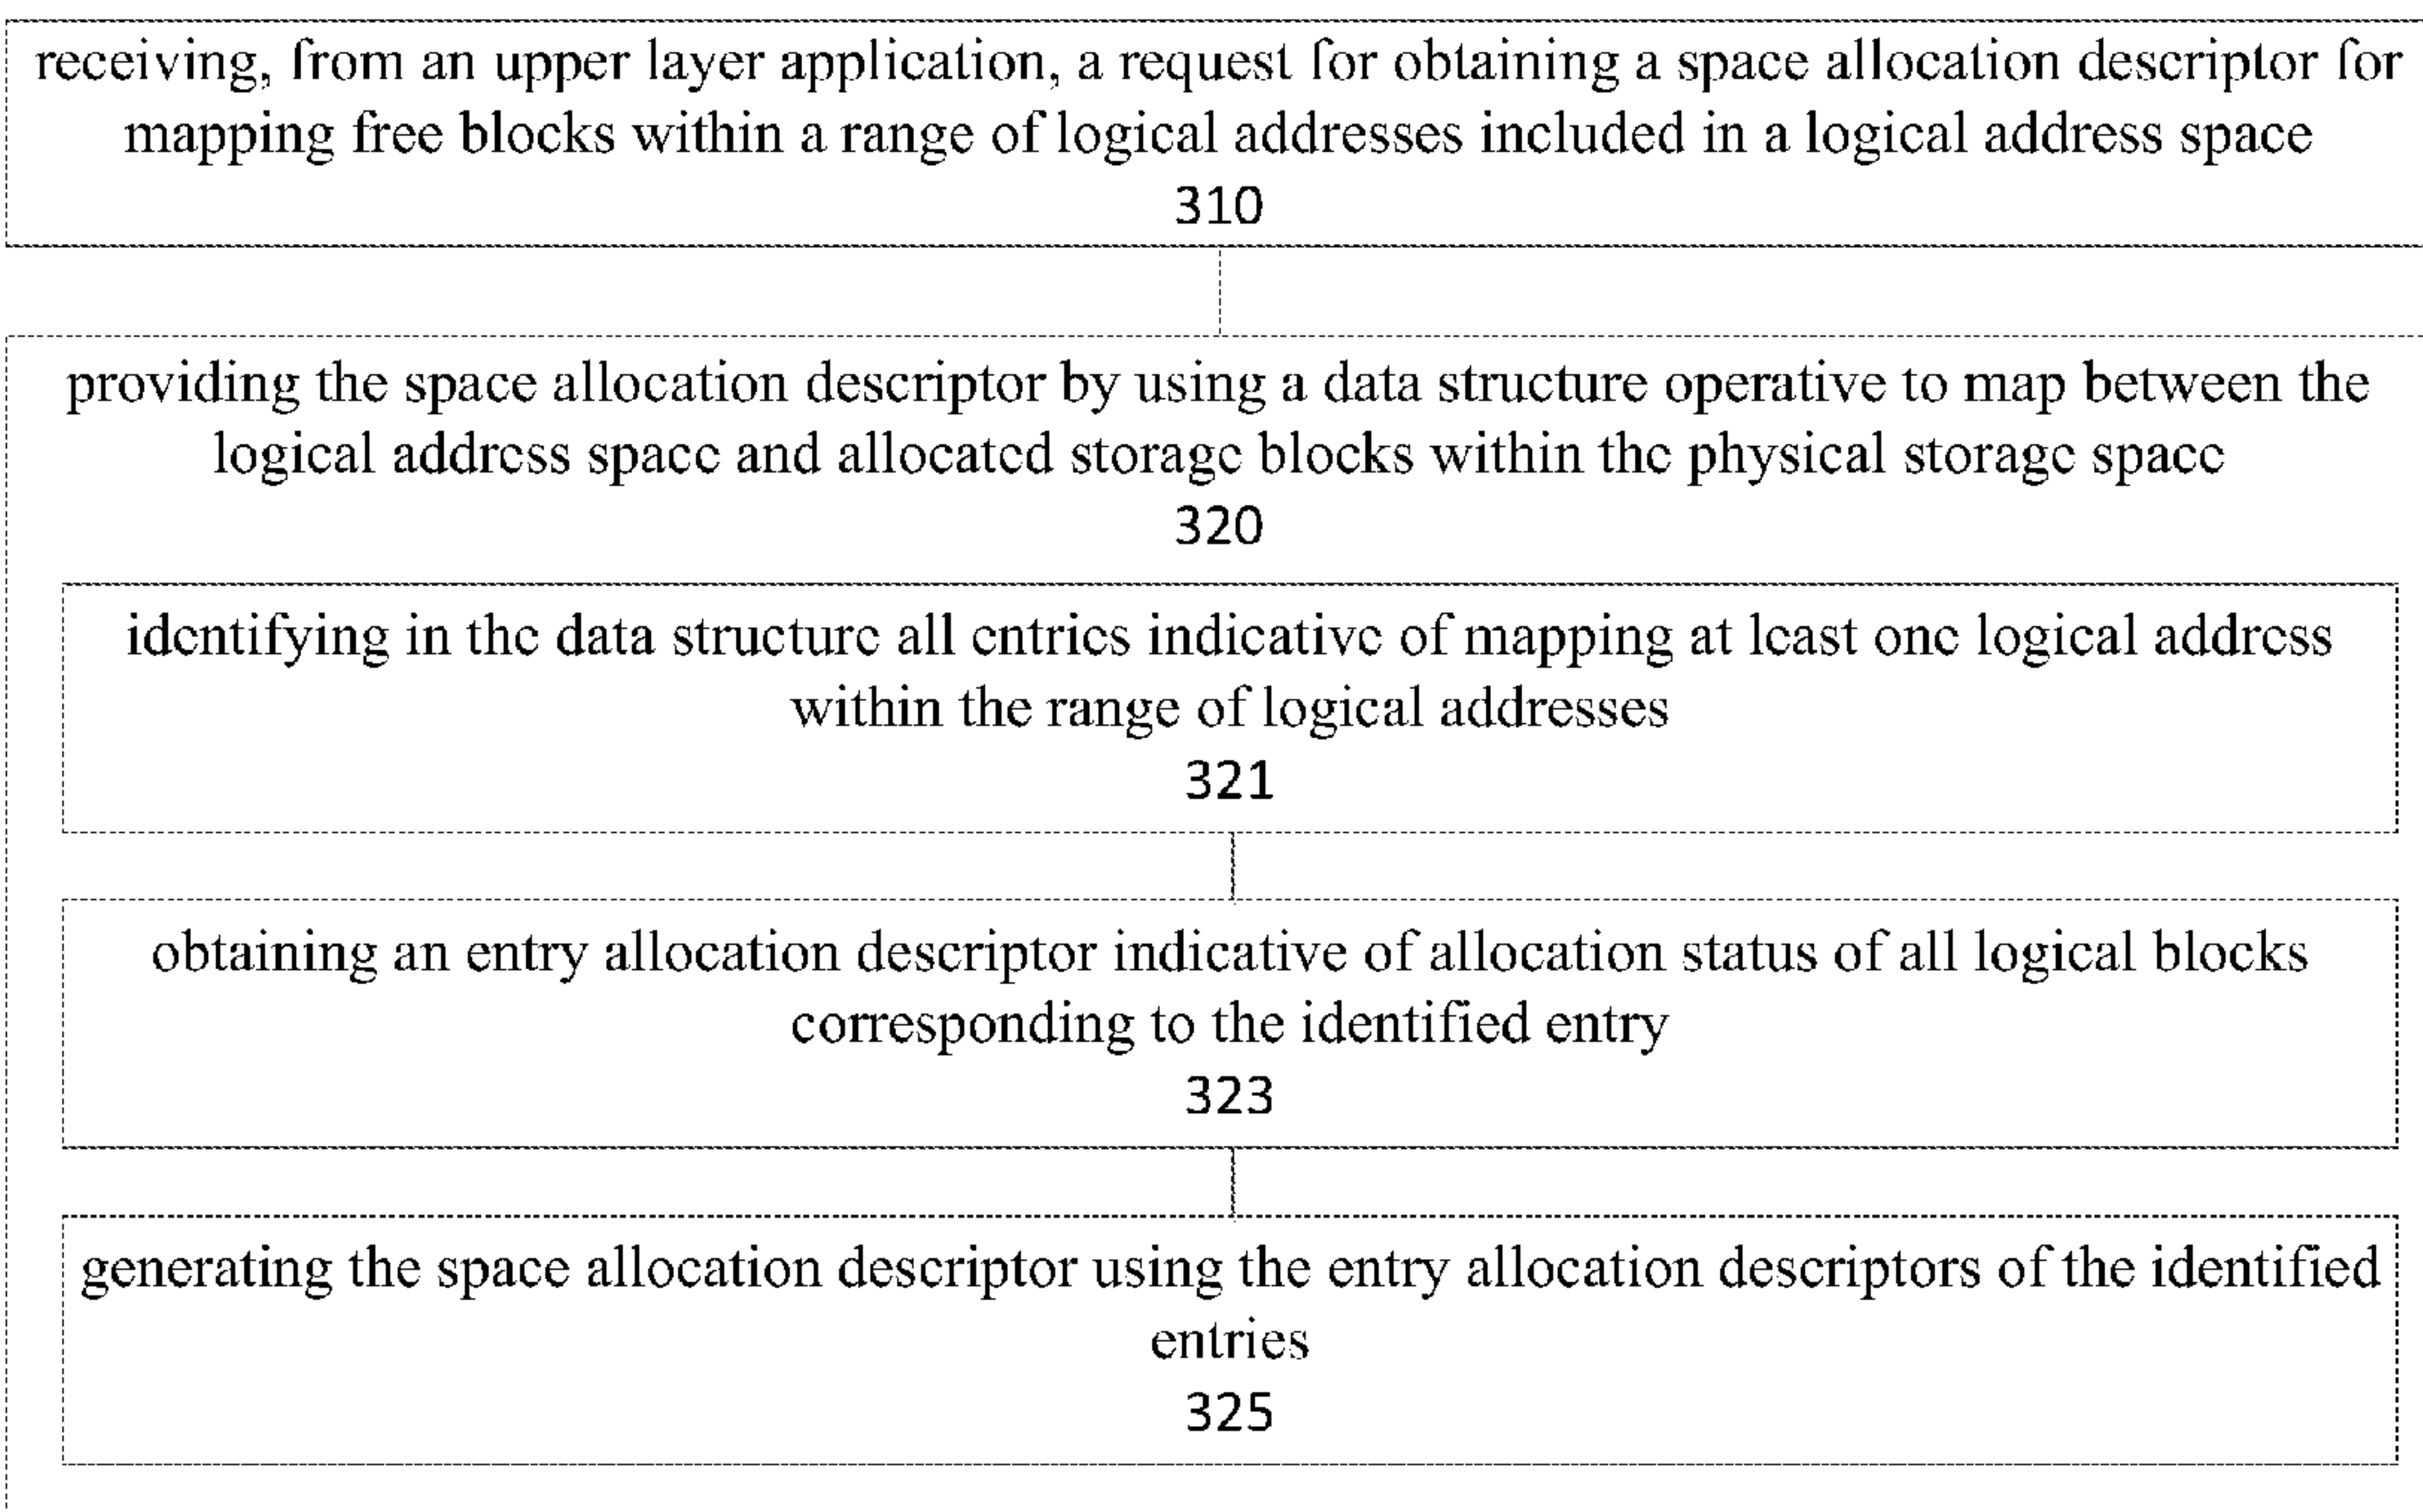 receiving, from an upper layer application, a request for obtaining a space allocation descriptor for
mapping free blocks within a range of logical addresses included in a logical address space
310
providing the space allocation descriptor by using a data structure operative to map between the
logical address space and allocated storage blocks within the physical storage space
320
identifying in the data structure all entries indicative of mapping at least one logical address
within the range of logical addresses
321
obtaining an entry allocation descriptor indicative of allocation status of all logical blocks
corresponding to the identified entry
323
generating the space allocation descriptor using the entry allocation descriptors of the identified
entries
325